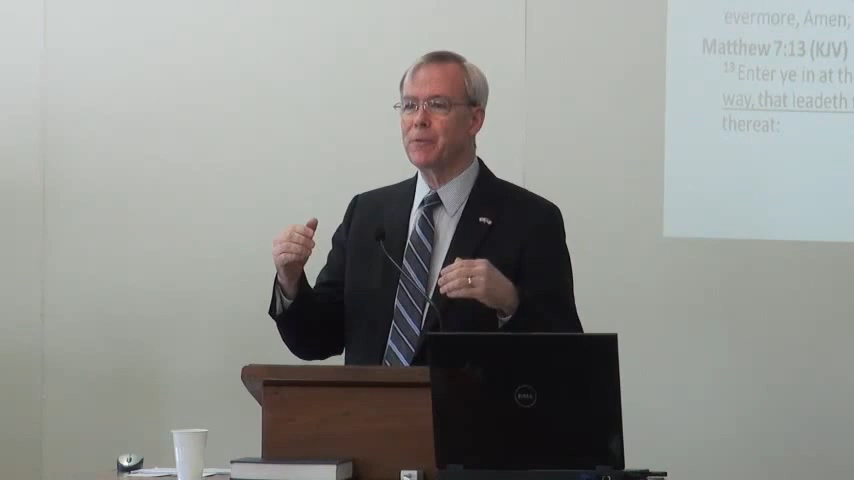 evermore, Amen;
Matthew 7:13 (KJV)
13 Enter ye in at th
way, that leadeth
thereat:
DELL